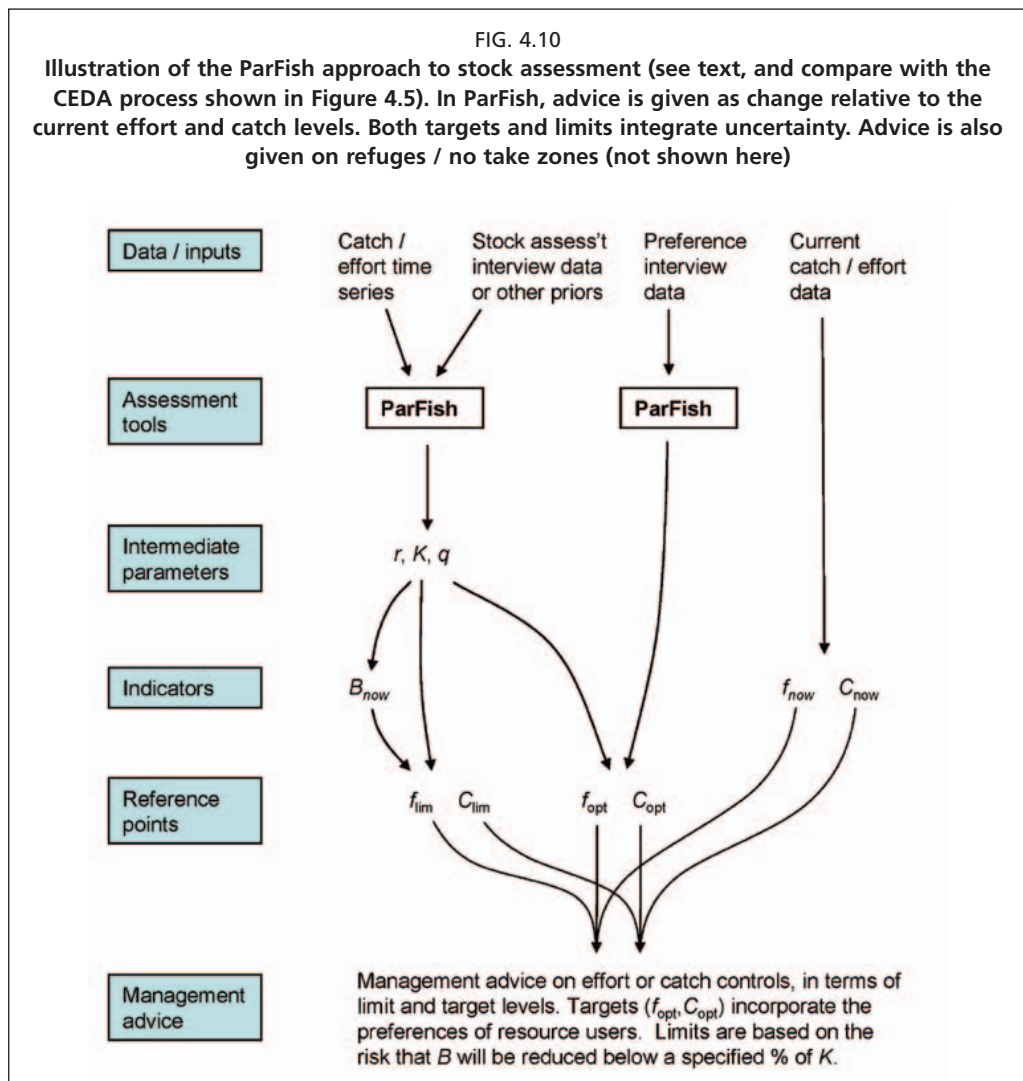 FIG. 4.10
Illustration of the ParFish approach to stock assessment (see text, and compare with the
CEDA process shown in Figure 4.5). In ParFish, advice is given as change relative to the
current effort and catch levels. Both targets and limits integrate uncertainty. Advice is also
given on refuges / no take zones (not shown here)
Data / inputs
Catch /
effort time
series
Stock assess't
interview data
or other priors
Preference
interview
data
Current
catch / effort
data
Assessment
tools
ParFish
ParFish
Intermediate
parameters
r, K, q
Indicators
Bnow
fnow
Cnow
Reference
points
flim
Clim
fopt
Copt
Management
advice
Management advice on effort or catch controls, in terms of
limit and target levels. Targets (fopt,Copt) incorporate the
preferences of resource users. Limits are based on the
risk that B will be reduced below a specified % of K.